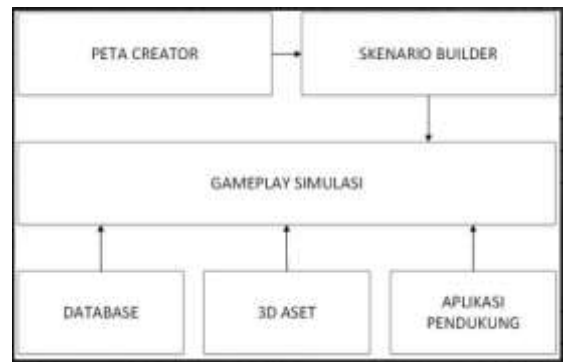 PETA CREATOR
SKENARIO BUILDER
GAMEPLAY SIMULASI
DATABASE
3D ASET
APLIKASI
PENDUKUNG